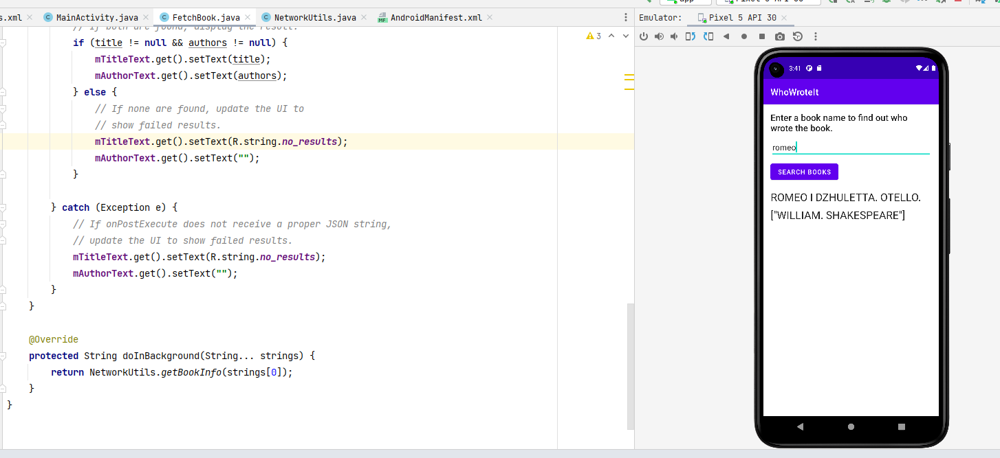 s.xml
MainActivity.java
FetchBook.java
NetworkUtils.java
AndroidManifest.xml
Emulator:
Pixel 5 API 30
3
// If both are found, display the result.
if (title != null && authors != null) {
mTitleText.get().setText(title);
mAuthorText.get().setText(authors);
} else {
// If none are found, update the UI to
// show failed results.
mTitleText.get().setText(R.string.no_results);
mAuthorText.get().setText("");
}
} catch (Exception e) {
// If onPostExecute does not receive a proper JSON string,
// update the UI to show failed results.
mTitleText.get().setText(R.string.no_results);
mAuthorText.get().setText("");
}
}
@Override
protected String doInBackground(String... strings) {
return NetworkUtils.getBookInfo(strings[0]);
}
}
3:41
WhoWroteIt
Enter a book name to find out who
wrote the book.
romeo
SEARCH BOOKS
ROMEO I DZHULETTA. OTELLO.
["WILLIAM. SHAKESPEARE"]